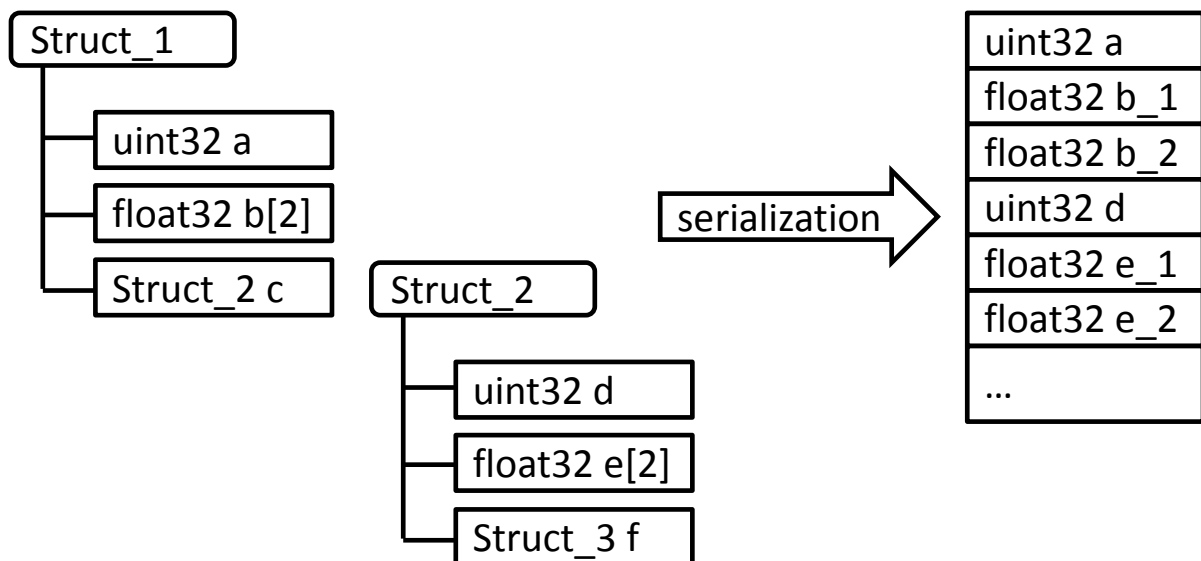 Struct_1
uint32 a
float32 b[2]
Struct_2 c
Struct_2
uint32 d
float32 e[2]
Struct_3 f
serialization
uint32 a
float32 b_1
float32 b_2
uint32 d
float32 e_1
float32 e_2
...